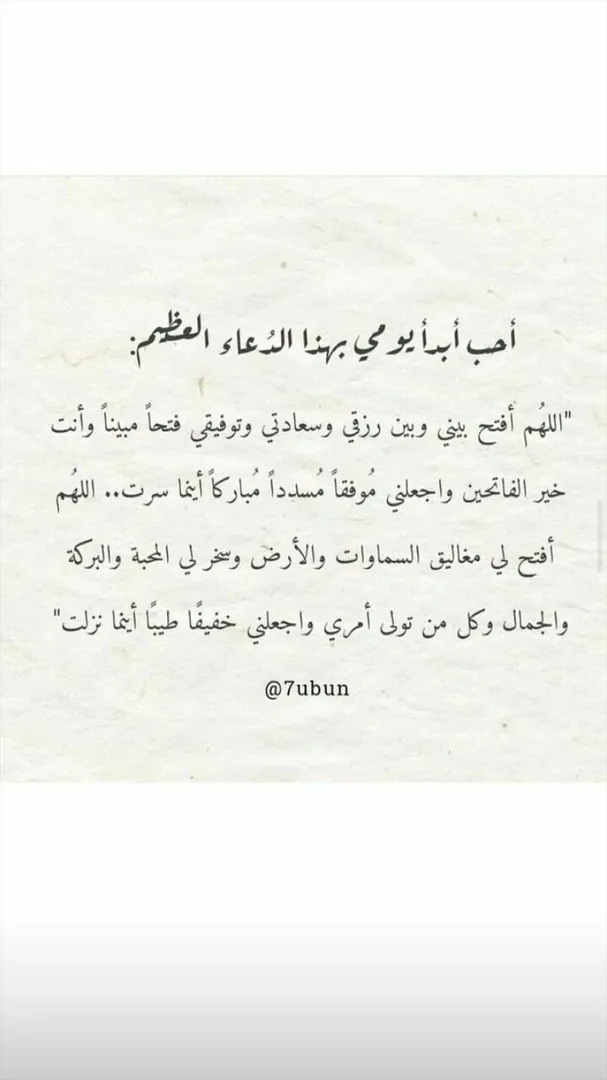 أحب أبدأ يومي بهذا الدُعاء العظيم:
"اللهُم أفتح بيني وبين رزقي وسعادتي وتوفيقي فتحاً مبيناً وأنت
خير الفاتحين واجعلني مُوفقاً مُسدداً مُباركاً أينما سرت.. اللهُم
أفتح لي مغاليق السماوات والأرض وسخر لي المحبة والبركة
والجمال وكل من تولى أمري واجعلني خفيفًا طيبًا أينما نزلت"
@7ubun